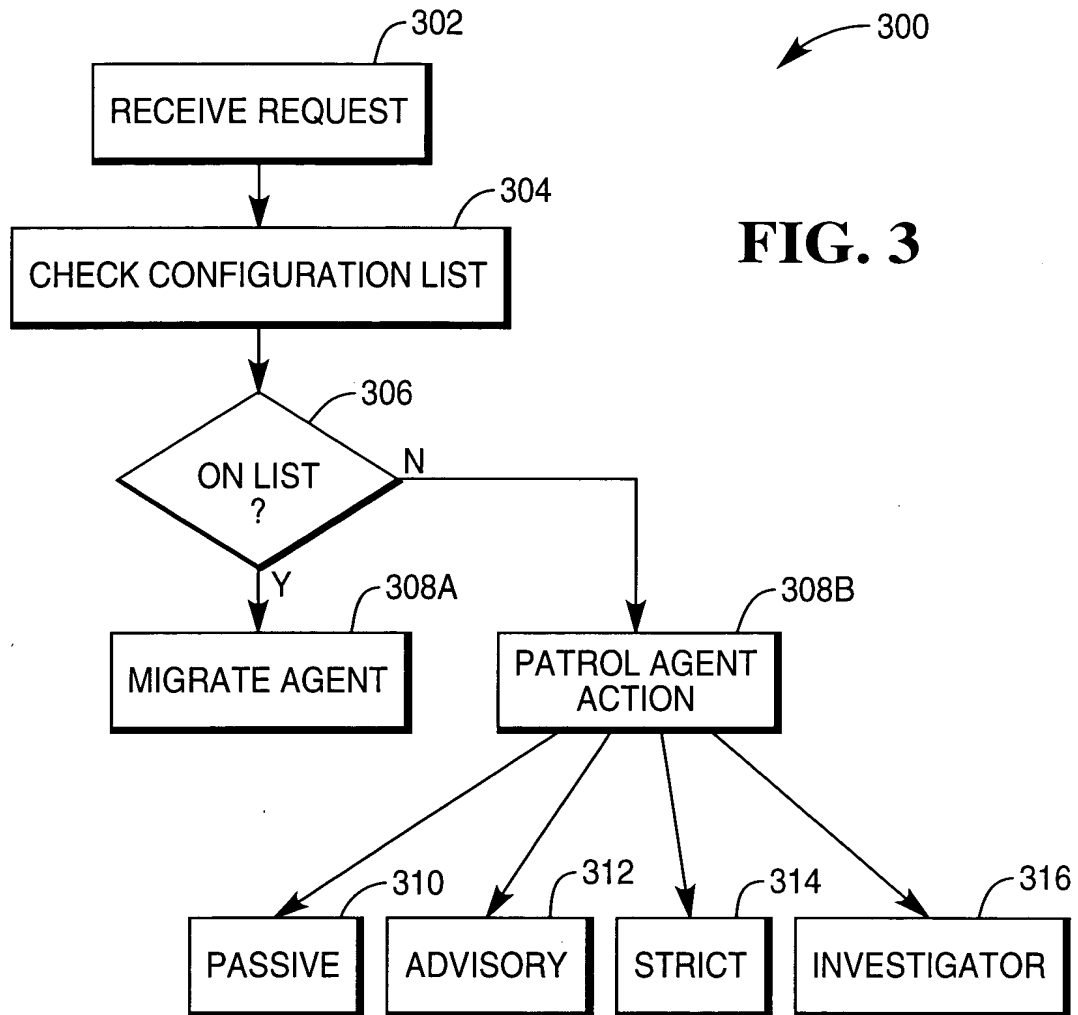 302
300
RECEIVE REQUEST
304
FIG. 3
CHECK CONFIGURATION LIST
306
ON LIST
?
N
Y
308A
308B
MIGRATE AGENT
PATROL AGENT
ACTION
310
312
314
316
PASSIVE
ADVISORY
STRICT
INVESTIGATOR